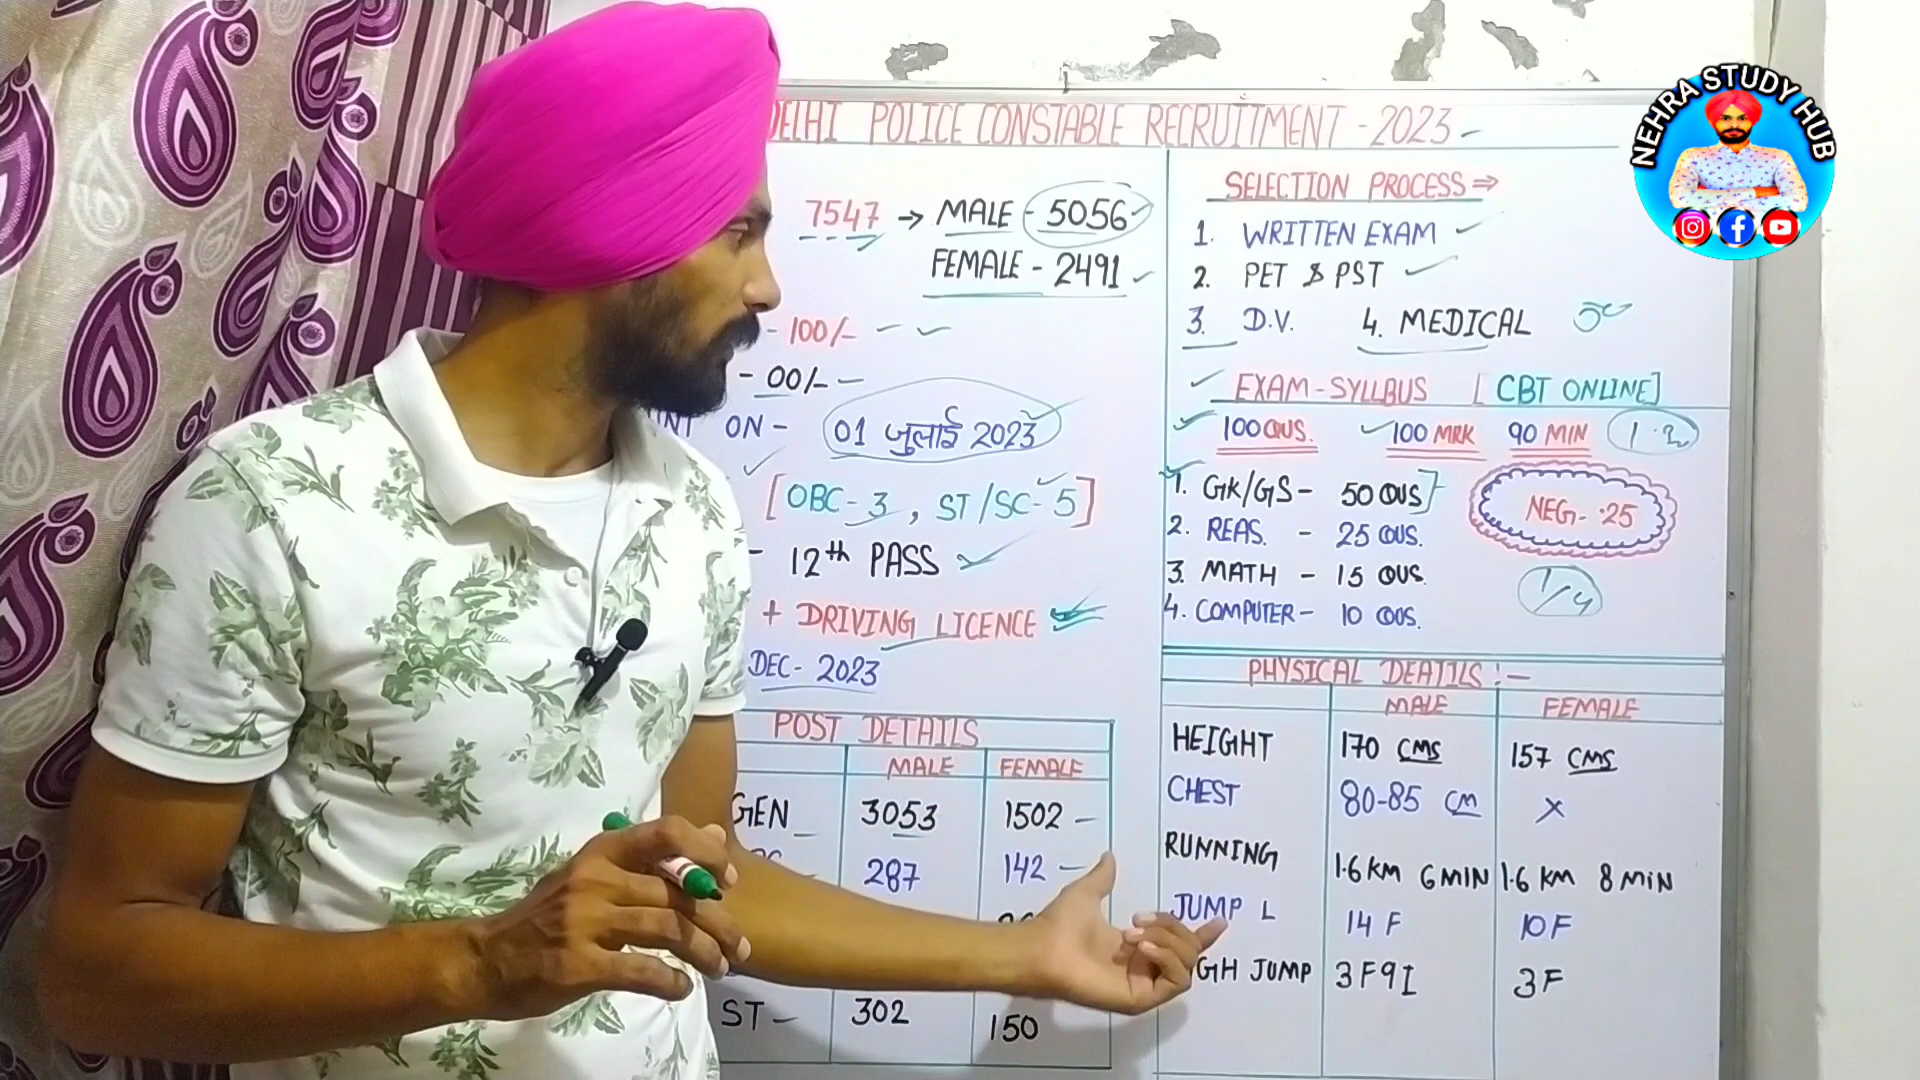 DELHI POLICE CONSTABLE RECRUITMENT - 2023
7547 → MALE - 5056
FEMALE - 2491
- 100/-
- 00/-
ON - 01 जुलाई 2023
[OBC - 3, ST/SC - 5]
- 12th PASS
+ DRIVING LICENCE
DEC - 2023
POST DETAILS
MALE FEMALE
GEN 3053 1502
287 142
ST 302 150
SELECTION PROCESS ⇒
1. WRITTEN EXAM
2. PET & PST
3. D.V. 4. MEDICAL
EXAM - SYLLBUS [CBT ONLINE]
100 QUS. 100 MRK 90 MIN
1. GK/GS - 50 QUS
2. REAS. - 25 QUS.
3. MATH - 15 QUS.
4. COMPUTER - 10 QUS.
NEG - .25
1/4
PHYSICAL DEATILS :-
MALE FEMALE
HEIGHT 170 CMS 157 CMS
CHEST 80-85 CM X
RUNNING 1.6 KM 6 MIN 1.6 KM 8 MIN
JUMP L 14 F 10 F
GH JUMP 3 F 9 I 3 F
NEHRA STUDY HUB